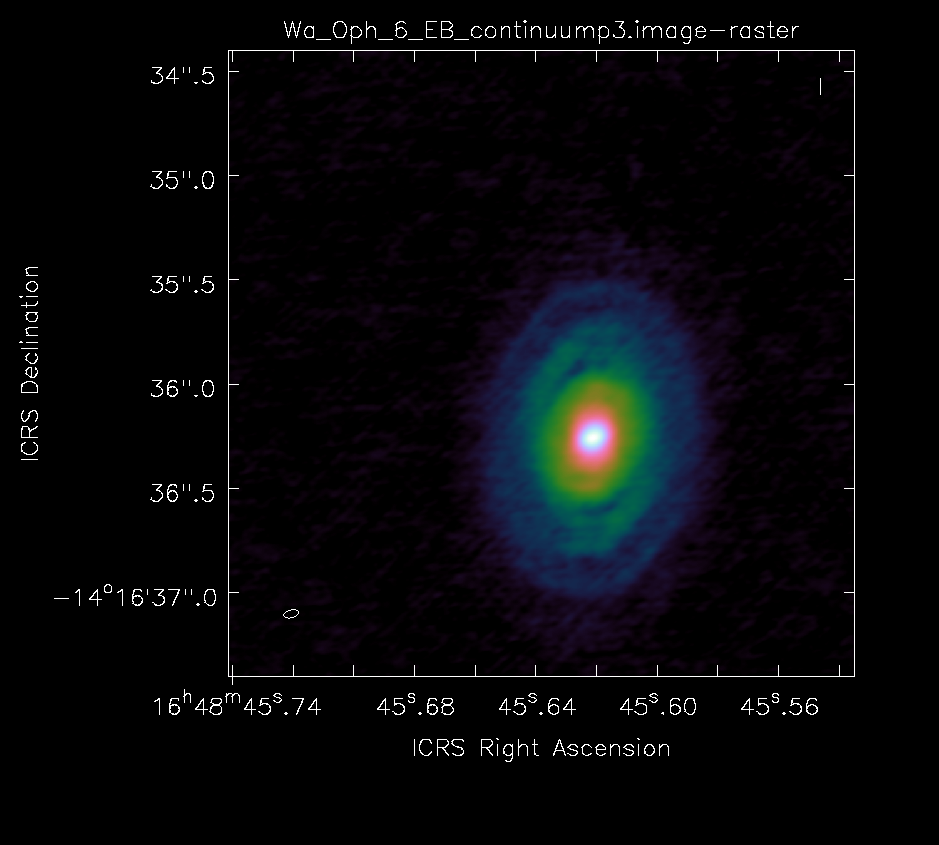 Wa_Oph_6_EB_continuump3.image-raster
34".5
35".0
35".5
36".0
36".5
-14°16'37".0
ICRS Declination
16ʰ48ᵐ45ˢ.74 45ˢ.68 45ˢ.64 45ˢ.60 45ˢ.56
ICRS Right Ascension